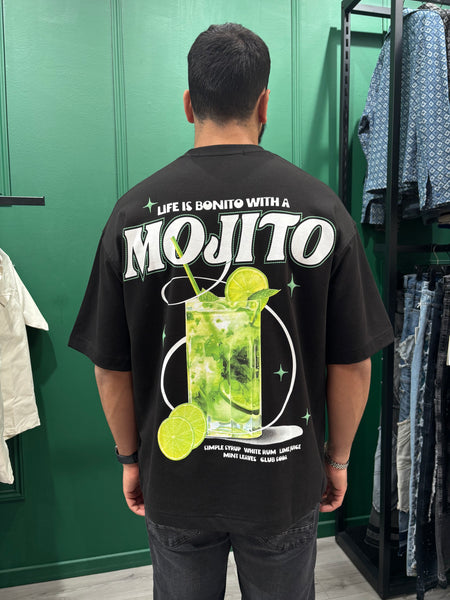 LIFE IS BONITO WITH A
MOJITO
SIMPLE SYRUP WHITE RUM LIME JUICE
MINT LEAVES CLUB SODA